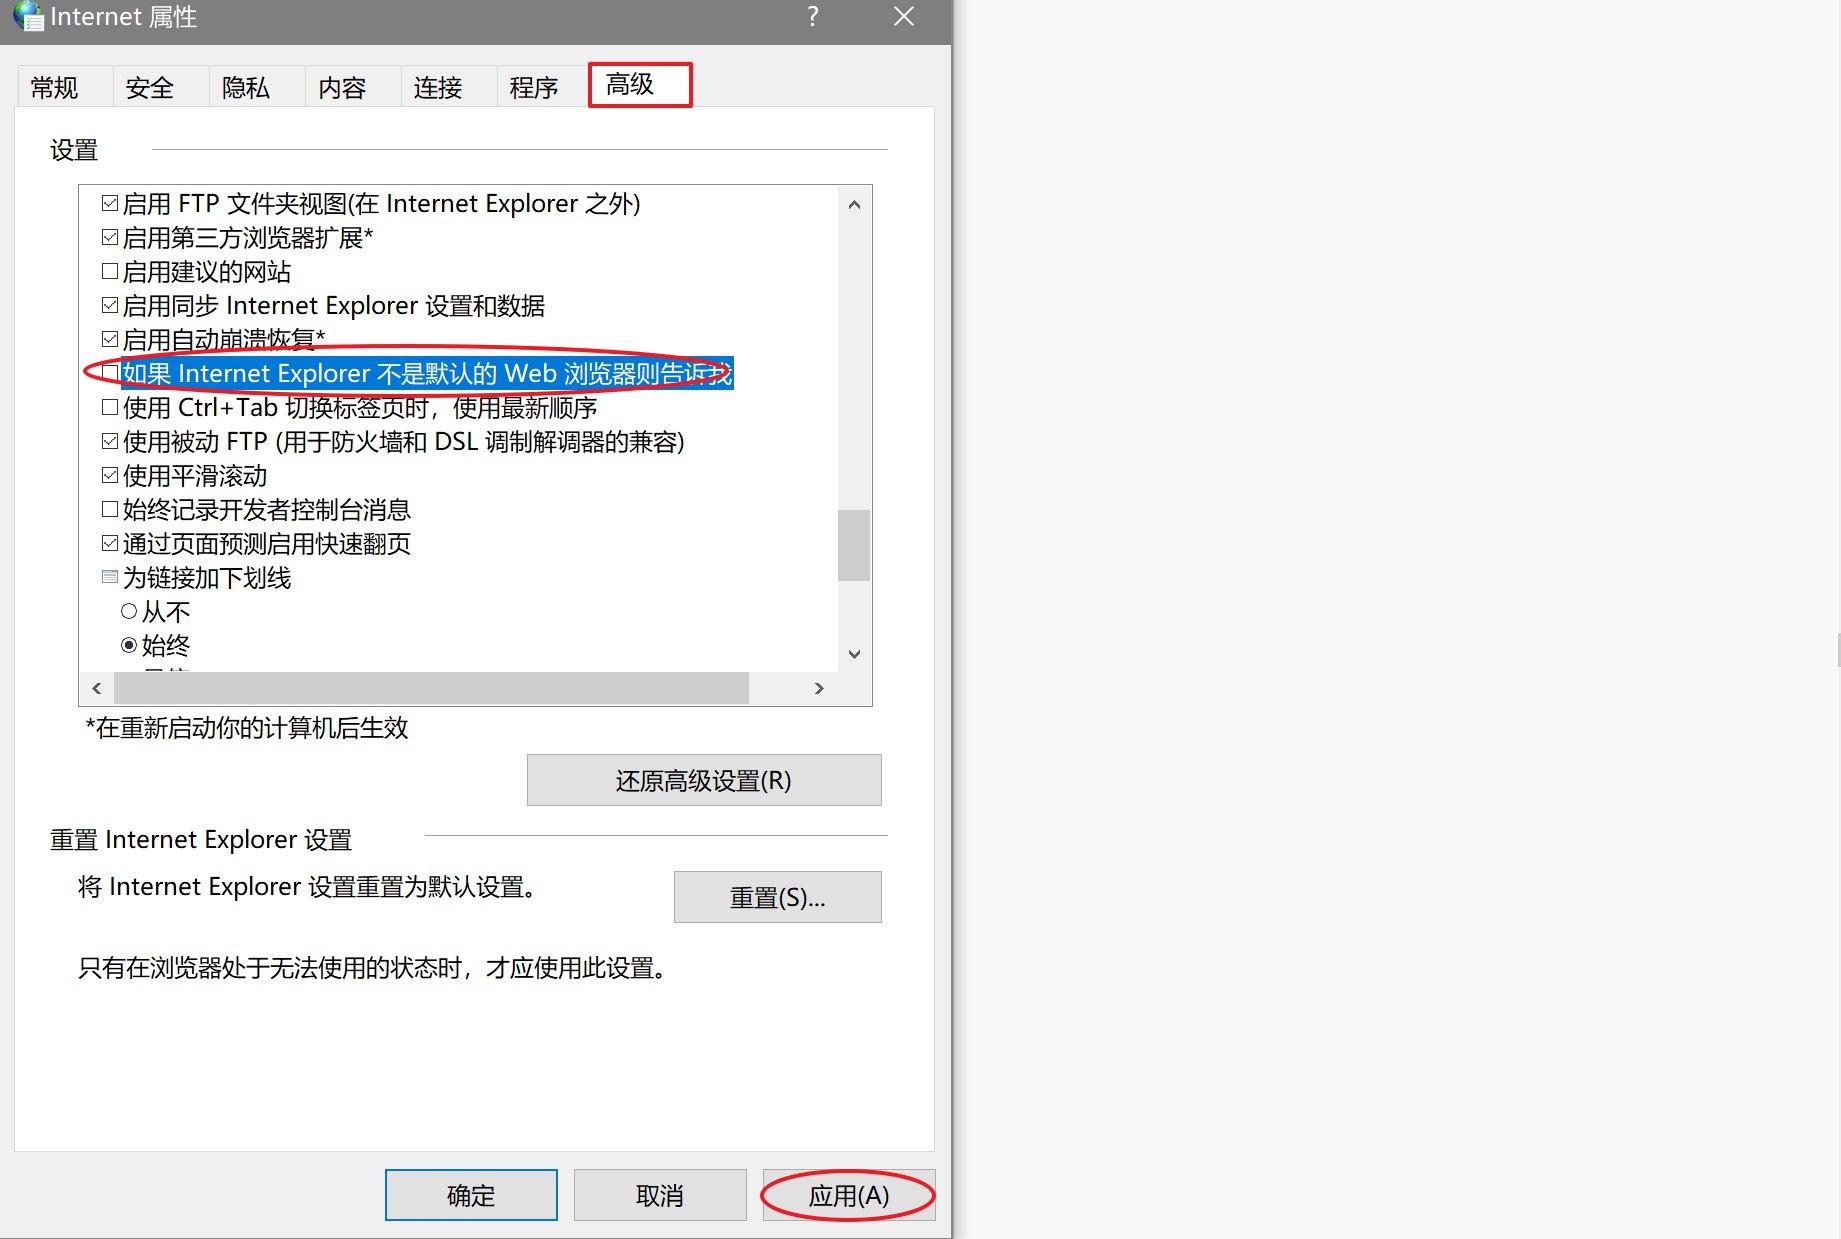 Internet 属性
常规 安全 隐私 内容 连接 程序 高级
设置
启用 FTP 文件夹视图(在 Internet Explorer 之外)
启用第三方浏览器扩展*
启用建议的网站
启用同步 Internet Explorer 设置和数据
启用自动崩溃恢复*
如果 Internet Explorer 不是默认的 Web 浏览器则告诉我
使用 Ctrl+Tab 切换标签页时，使用最新顺序
使用被动 FTP (用于防火墙和 DSL 调制解调器的兼容)
使用平滑滚动
始终记录开发者控制台消息
通过页面预测启用快速翻页
为链接加下划线
从不
始终
*在重新启动你的计算机后生效
还原高级设置(R)
重置 Internet Explorer 设置
将 Internet Explorer 设置重置为默认设置。
重置(S)...
只有在浏览器处于无法使用的状态时，才应使用此设置。
确定 取消 应用(A)